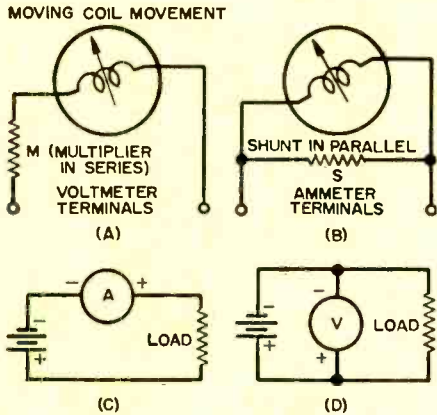 MOVING COIL MOVEMENT
M (MULTIPLIER
IN SERIES)
VOLTMETER
TERMINALS
(A)
SHUNT IN PARALLEL
S
AMMETER
TERMINALS
(B)
- A +
-
+
LOAD
(C)
-
V
+
-
+
LOAD
(D)